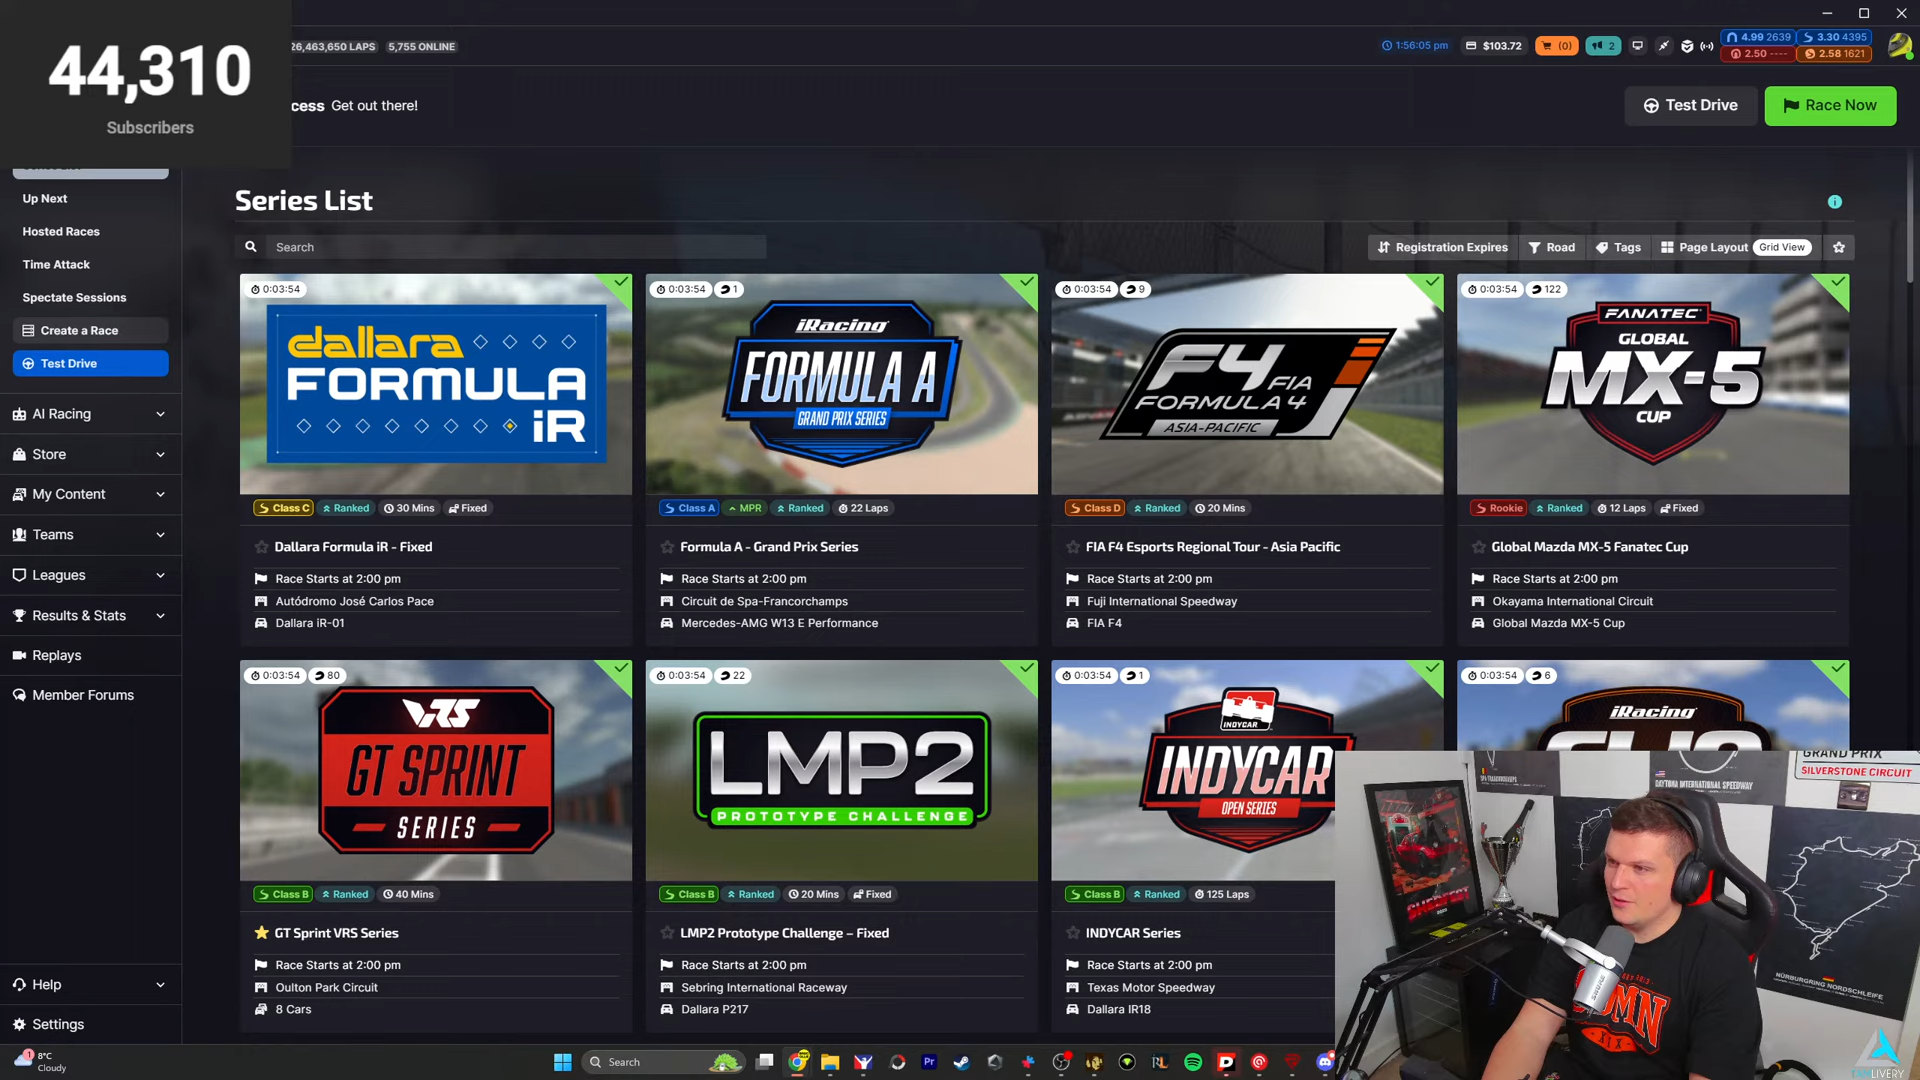 44,310
Subscribers
26,463,650 LAPS
5,755 ONLINE
1:56:05 pm
$103.72
(0)
2
4.99 2639
3.30 4395
2.50 ----
2.58 1621
cess Get out there!
Test Drive
Race Now
Up Next
Hosted Races
Time Attack
Spectate Sessions
Create a Race
Test Drive
AI Racing
Store
My Content
Teams
Leagues
Results & Stats
Replays
Member Forums
Help
Settings
Series List
Search
Registration Expires
Road
Tags
Page Layout
Grid View
0:03:54
dallara
FORMULA
iR
Class C
Ranked
30 Mins
Fixed
Dallara Formula iR - Fixed
Race Starts at 2:00 pm
Autódromo José Carlos Pace
Dallara iR-01
0:03:54
1
iRacing
FORMULA A
GRAND PRIX SERIES
Class A
MPR
Ranked
22 Laps
Formula A - Grand Prix Series
Race Starts at 2:00 pm
Circuit de Spa-Francorchamps
Mercedes-AMG W13 E Performance
0:03:54
9
F4 FIA
FORMULA 4
ASIA-PACIFIC
Class D
Ranked
20 Mins
FIA F4 Esports Regional Tour - Asia Pacific
Race Starts at 2:00 pm
Fuji International Speedway
FIA F4
0:03:54
122
FANATEC
GLOBAL
MX-5
CUP
Rookie
Ranked
12 Laps
Fixed
Global Mazda MX-5 Fanatec Cup
Race Starts at 2:00 pm
Okayama International Circuit
Global Mazda MX-5 Cup
0:03:54
80
VRS
GT SPRINT
SERIES
Class B
Ranked
40 Mins
GT Sprint VRS Series
Race Starts at 2:00 pm
Oulton Park Circuit
8 Cars
0:03:54
22
LMP2
PROTOTYPE CHALLENGE
Class B
Ranked
20 Mins
Fixed
LMP2 Prototype Challenge – Fixed
Race Starts at 2:00 pm
Sebring International Raceway
Dallara P217
0:03:54
1
INDYCAR
INDYCAR
OPEN SERIES
Class B
Ranked
125 Laps
INDYCAR Series
Race Starts at 2:00 pm
Texas Motor Speedway
Dallara IR18
0:03:54
6
iRacing
GRAND PRIX
SILVERSTONE CIRCUIT
DAYTONA INTERNATIONAL SPEEDWAY
NÜRBURGRING NORDSCHLEIFE
8°C
Cloudy
Search